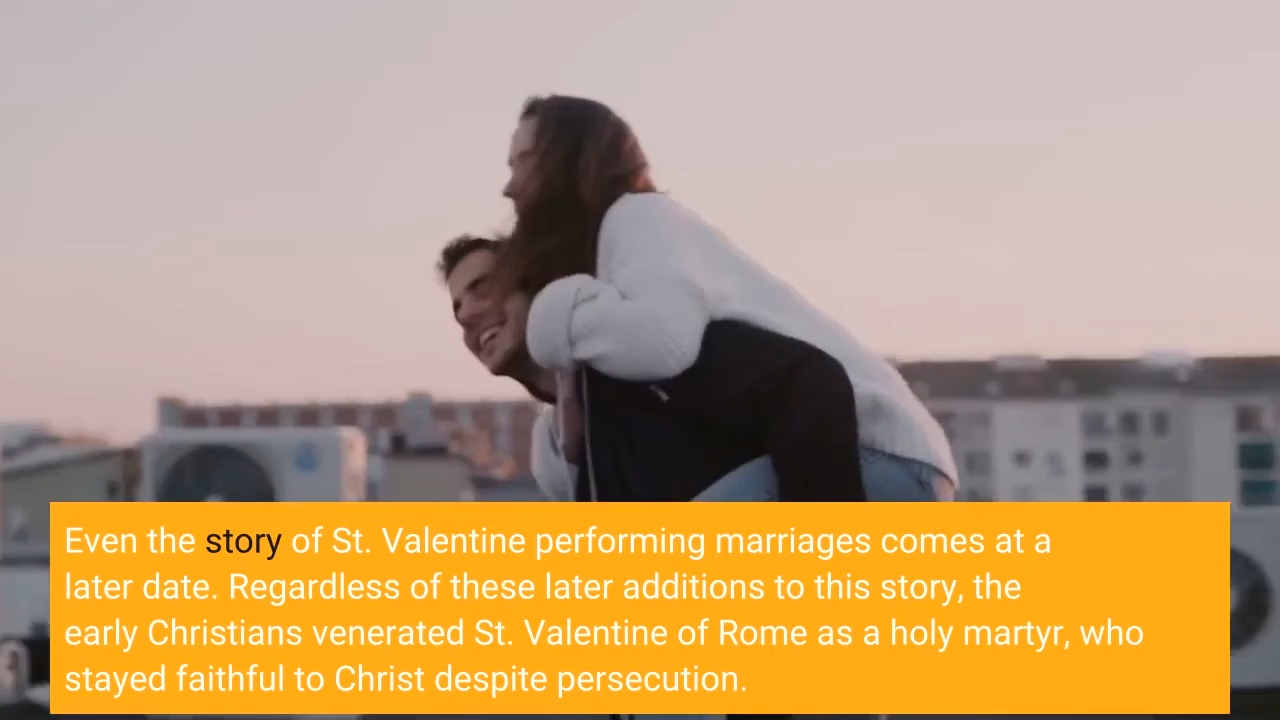 Even the story of St. Valentine performing marriages comes at a
later date. Regardless of these later additions to this story, the
early Christians venerated St. Valentine of Rome as a holy martyr, who
stayed faithful to Christ despite persecution.